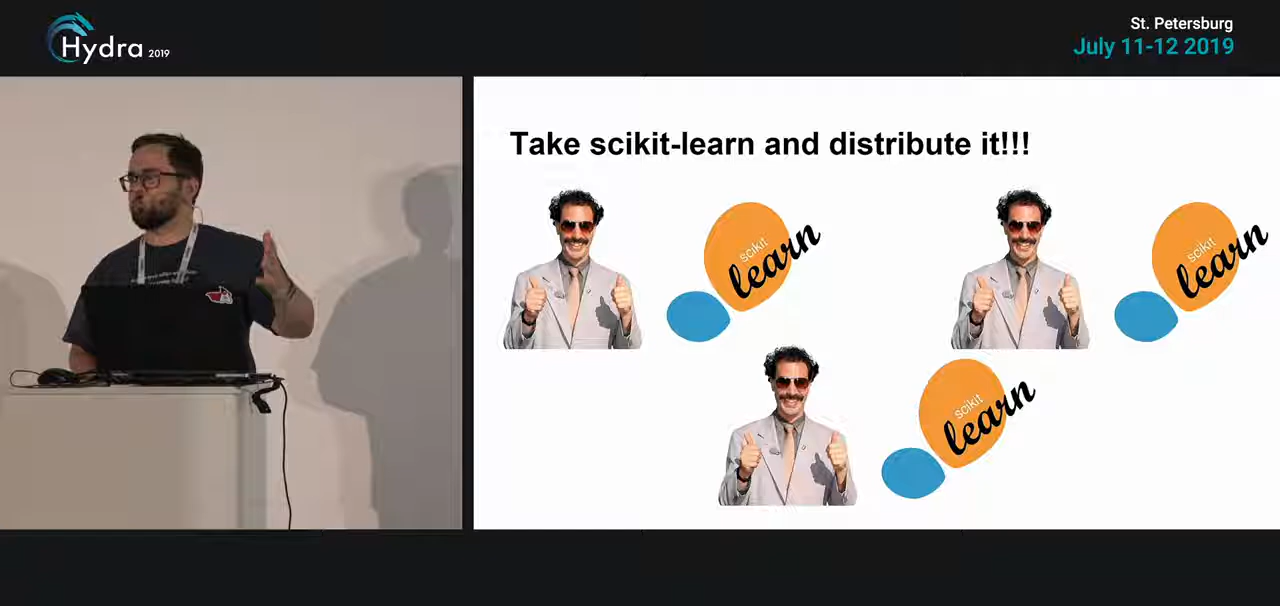 Hydra 2019
St. Petersburg
July 11-12 2019
Take scikit-learn and distribute it!!!
scikit
learn
scikit
learn
scikit
learn